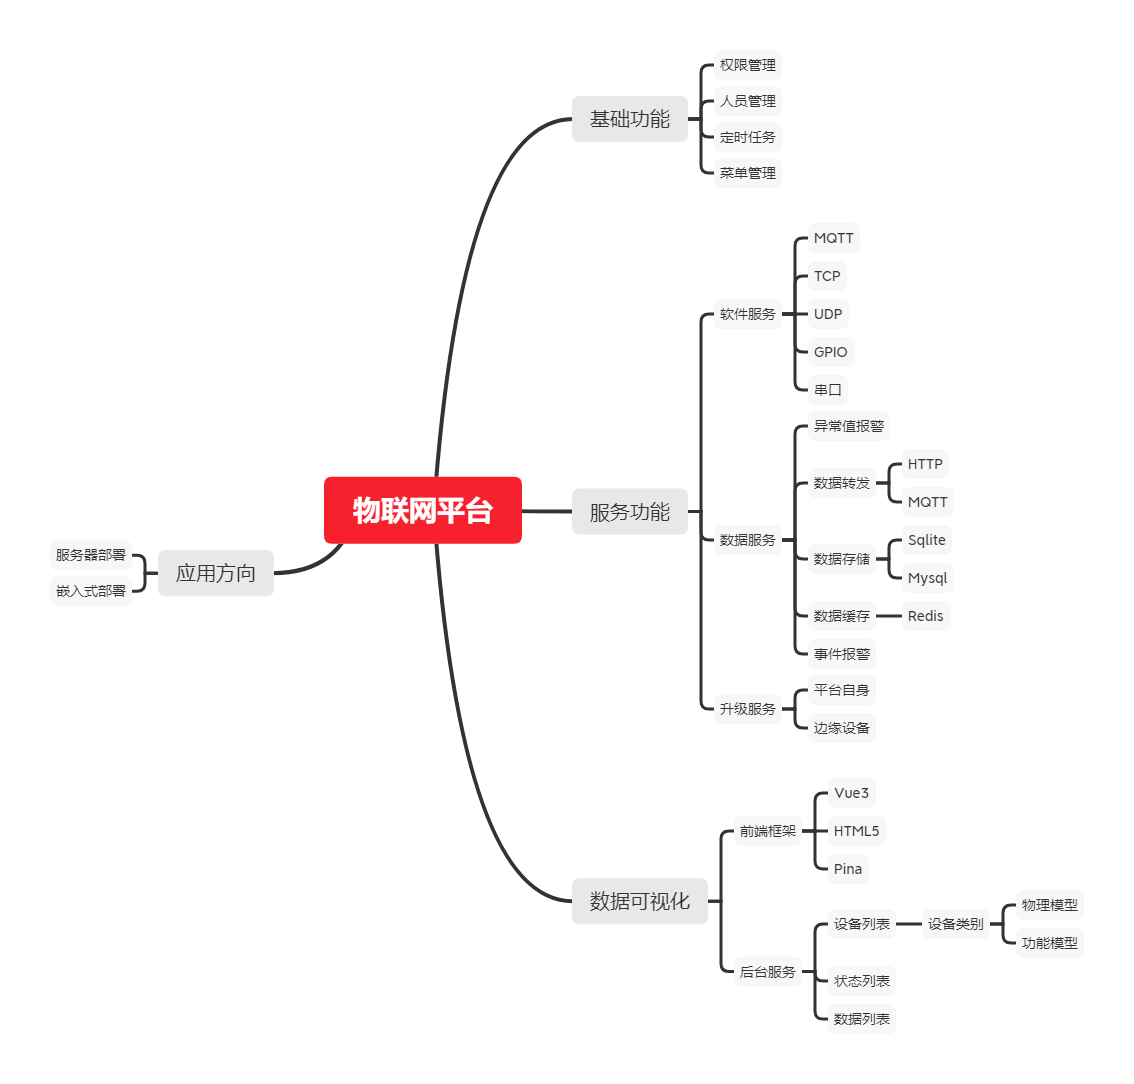 物联网平台
基础功能
权限管理
人员管理
定时任务
菜单管理
服务功能
软件服务
MQTT
TCP
UDP
GPIO
串口
数据服务
异常值报警
数据转发
HTTP
MQTT
数据存储
Sqlite
Mysql
数据缓存
Redis
事件报警
升级服务
平台自身
边缘设备
数据可视化
前端框架
Vue3
HTML5
Pina
后台服务
设备列表
设备类别
物理模型
功能模型
状态列表
数据列表
应用方向
服务器部署
嵌入式部署